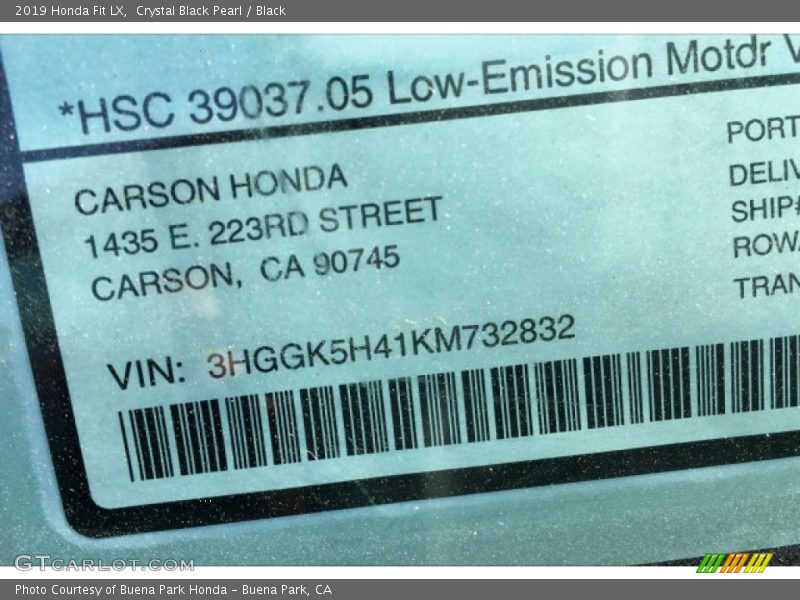 2019 Honda Fit LX, Crystal Black Pearl / Black
*HSC 39037.05 Low-Emission Motor V
CARSON HONDA
1435 E. 223RD STREET
CARSON, CA 90745
PORT
DELIV
SHIP#
ROWA
TRAN
VIN: 3HGGK5H41KM732832
GTCARLOT.COM
Photo Courtesy of Buena Park Honda - Buena Park, CA